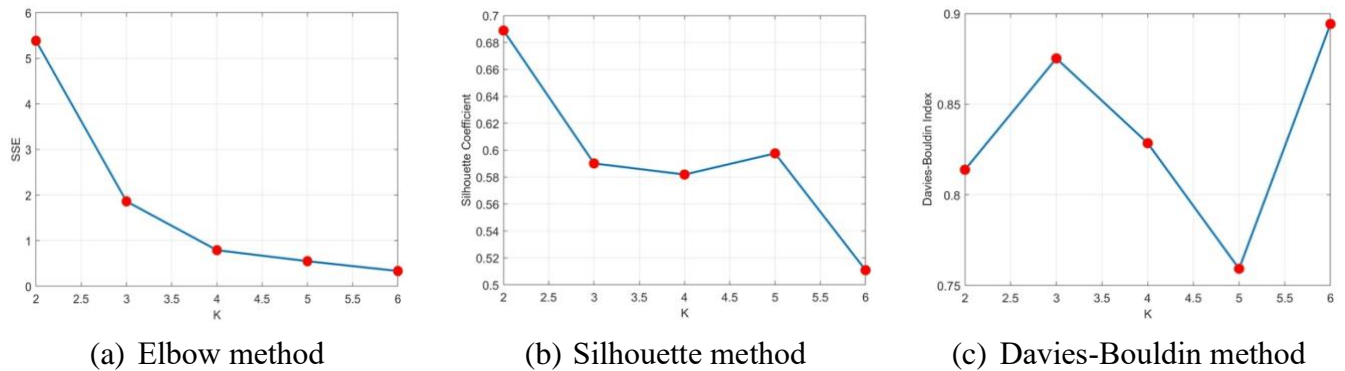 6
5
4
3
2
1
0
SSE
2 2.5 3 3.5 4 4.5 5 5.5 6
K
(a) Elbow method
0.7
0.68
0.66
0.64
0.62
0.6
0.58
0.56
0.54
0.52
0.5
Silhouette Coefficient
2 2.5 3 3.5 4 4.5 5 5.5 6
K
(b) Silhouette method
0.9
0.85
0.8
0.75
Davies-Bouldin Index
2 2.5 3 3.5 4 4.5 5 5.5 6
K
(c) Davies-Bouldin method